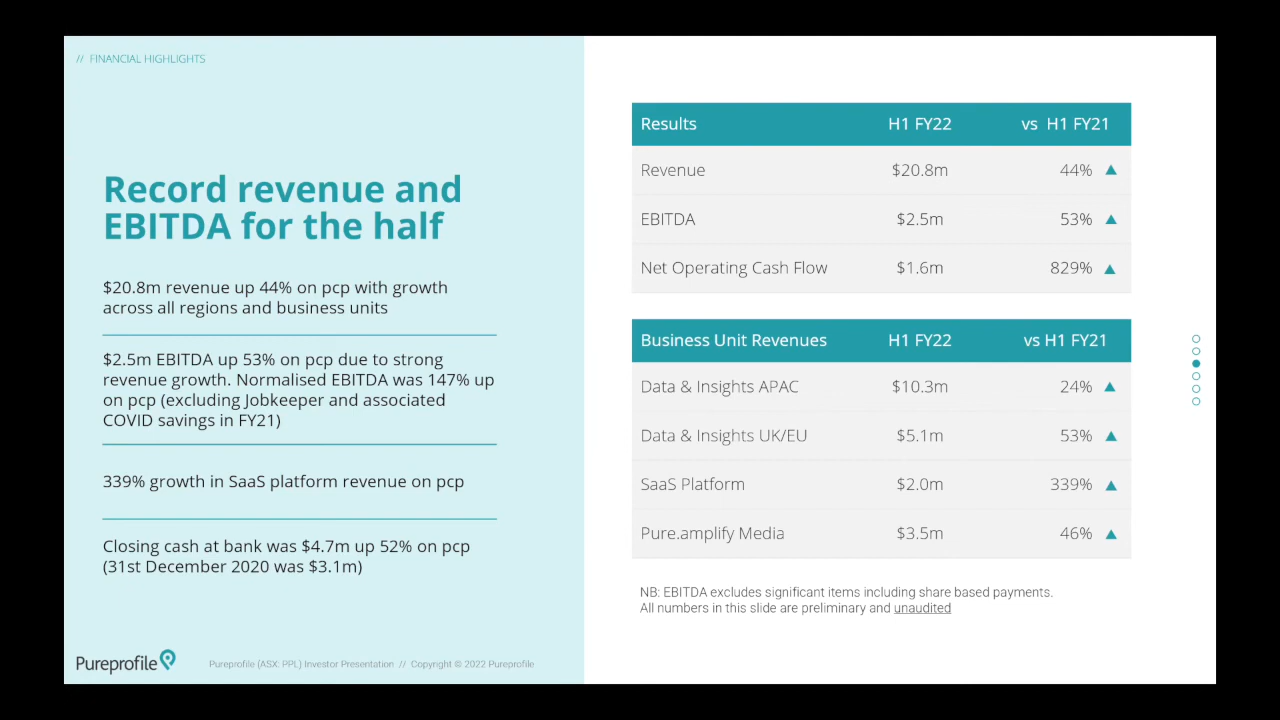 // FINANCIAL HIGHLIGHTS
Record revenue and
EBITDA for the half
$20.8m revenue up 44% on pcp with growth
across all regions and business units
$2.5m EBITDA up 53% on pcp due to strong
revenue growth. Normalised EBITDA was 147% up
on pcp (excluding Jobkeeper and associated
COVID savings in FY21)
339% growth in SaaS platform revenue on pcp
Closing cash at bank was $4.7m up 52% on pcp
(31st December 2020 was $3.1m)
Pureprofile
Pureprofile (ASX: PPL) Investor Presentation // Copyright © 2022 Pureprofile
Results H1 FY22 vs H1 FY21
Revenue $20.8m 44% ▲
EBITDA $2.5m 53% ▲
Net Operating Cash Flow $1.6m 829% ▲
Business Unit Revenues H1 FY22 vs H1 FY21
Data & Insights APAC $10.3m 24% ▲
Data & Insights UK/EU $5.1m 53% ▲
SaaS Platform $2.0m 339% ▲
Pure.amplify Media $3.5m 46% ▲
NB: EBITDA excludes significant items including share based payments.
All numbers in this slide are preliminary and unaudited